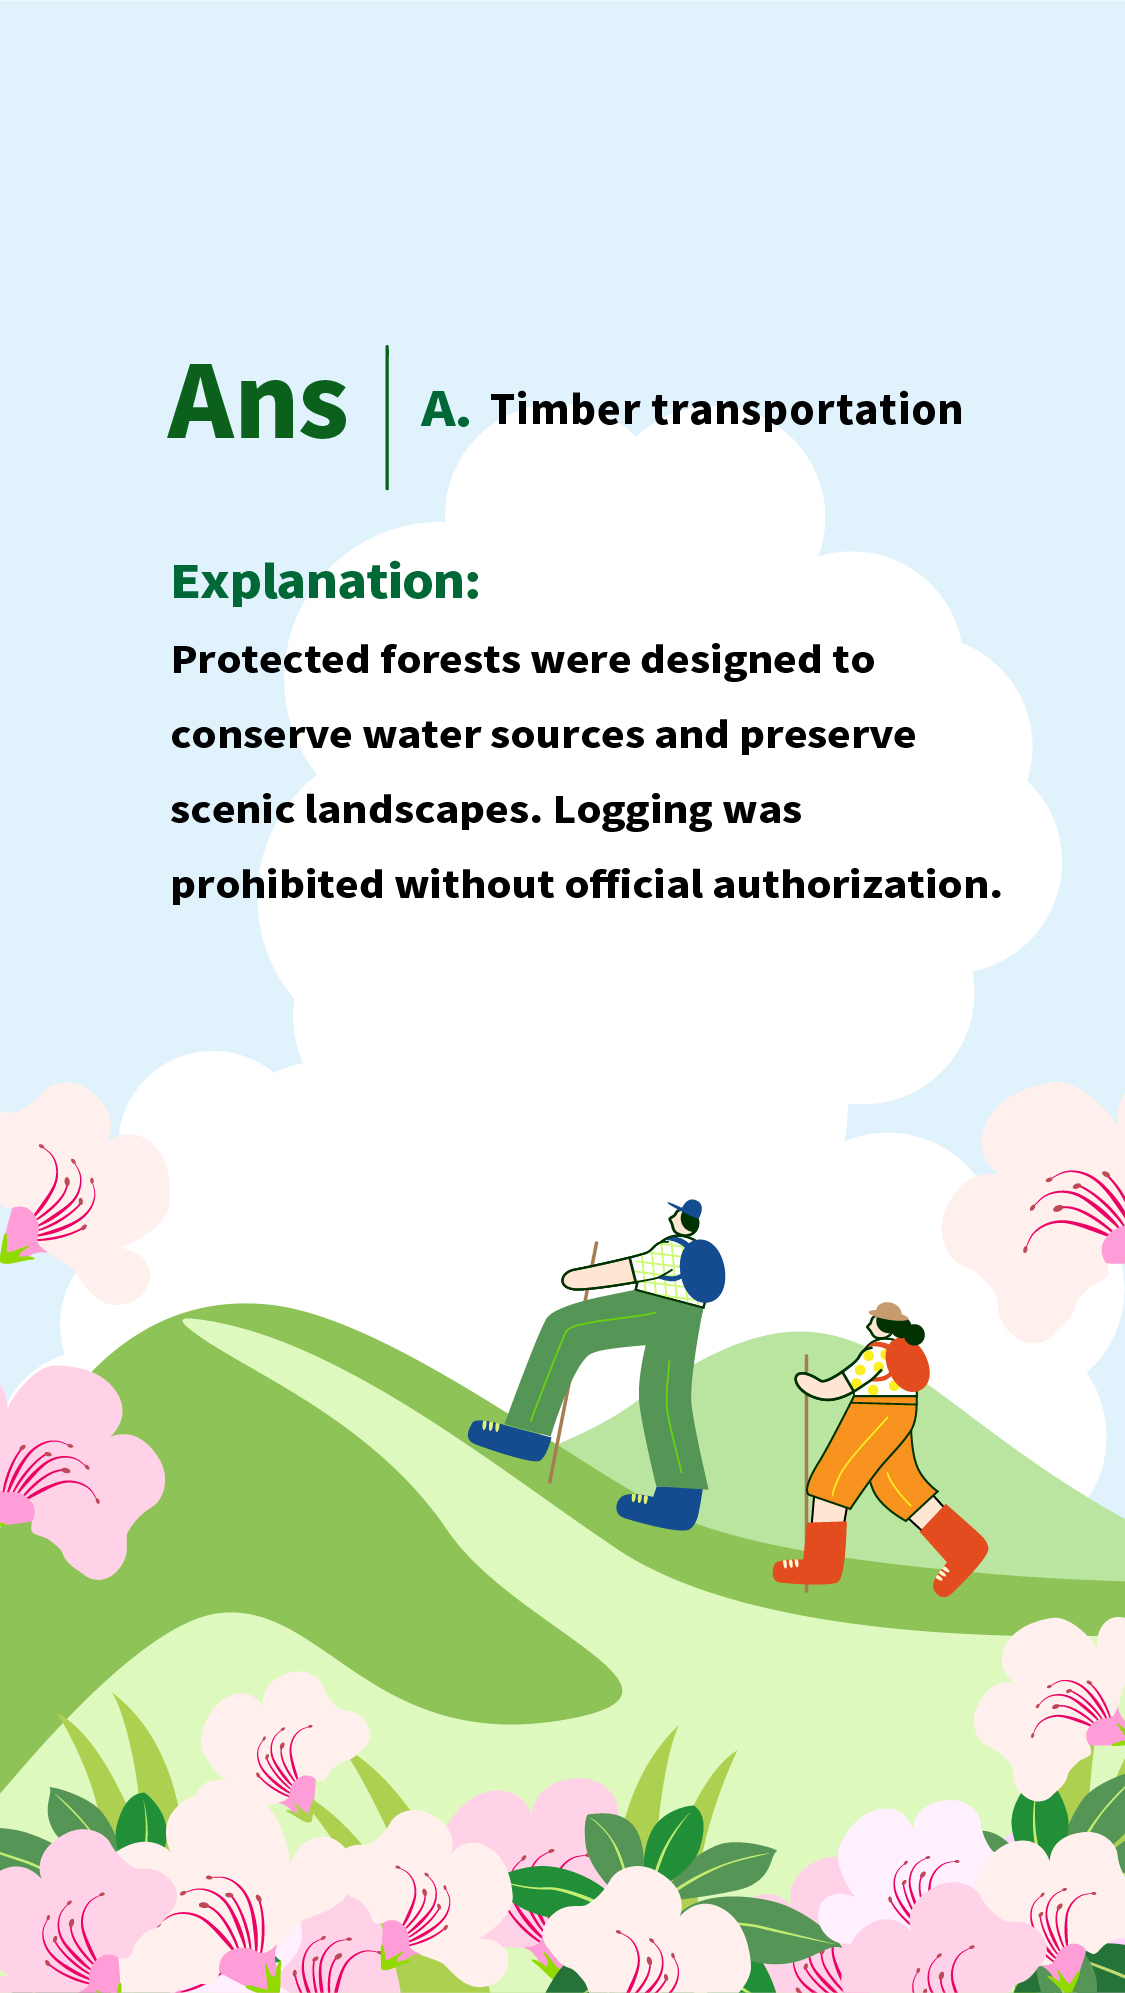 Ans
A. Timber transportation
Explanation:
Protected forests were designed to
conserve water sources and preserve
scenic landscapes. Logging was
prohibited without official authorization.